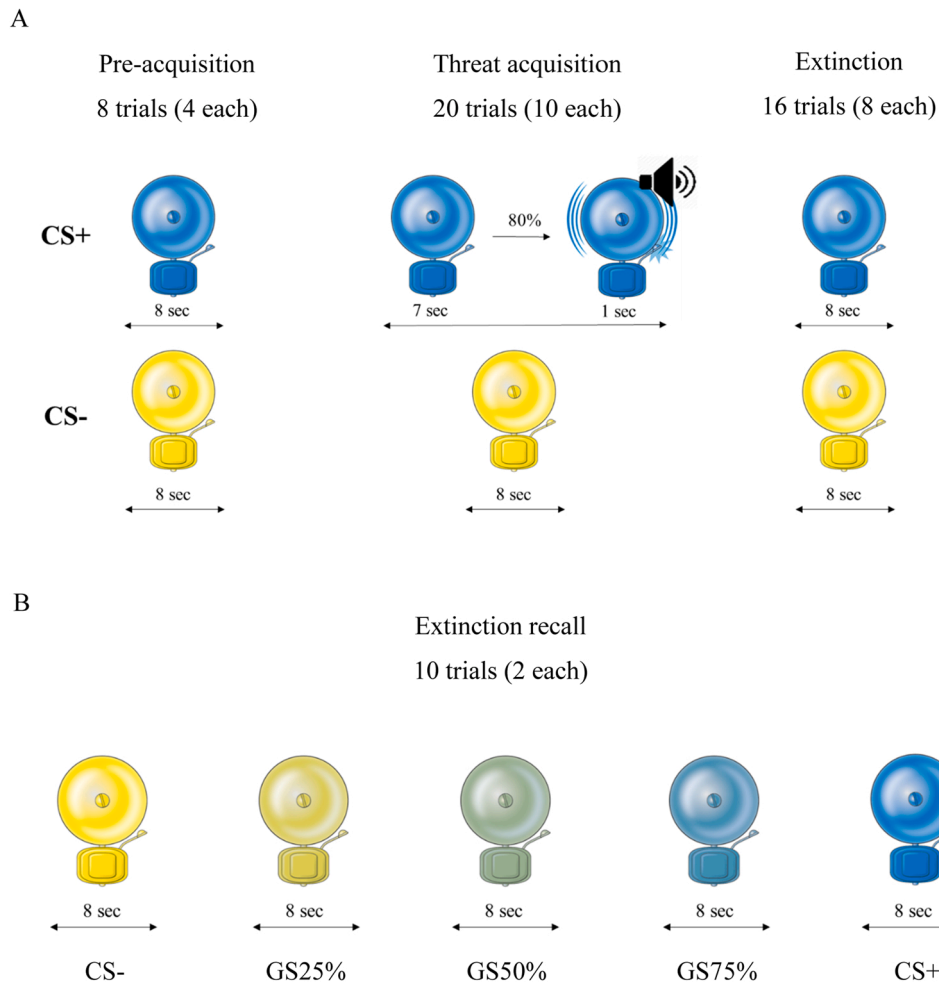 A
Pre-acquisition
8 trials (4 each)
Threat acquisition
20 trials (10 each)
Extinction
16 trials (8 each)
CS+
8 sec
80%
7 sec
1 sec
8 sec
CS-
8 sec
8 sec
8 sec
B
Extinction recall
10 trials (2 each)
8 sec
8 sec
8 sec
8 sec
8 sec
CS-
GS25%
GS50%
GS75%
CS+